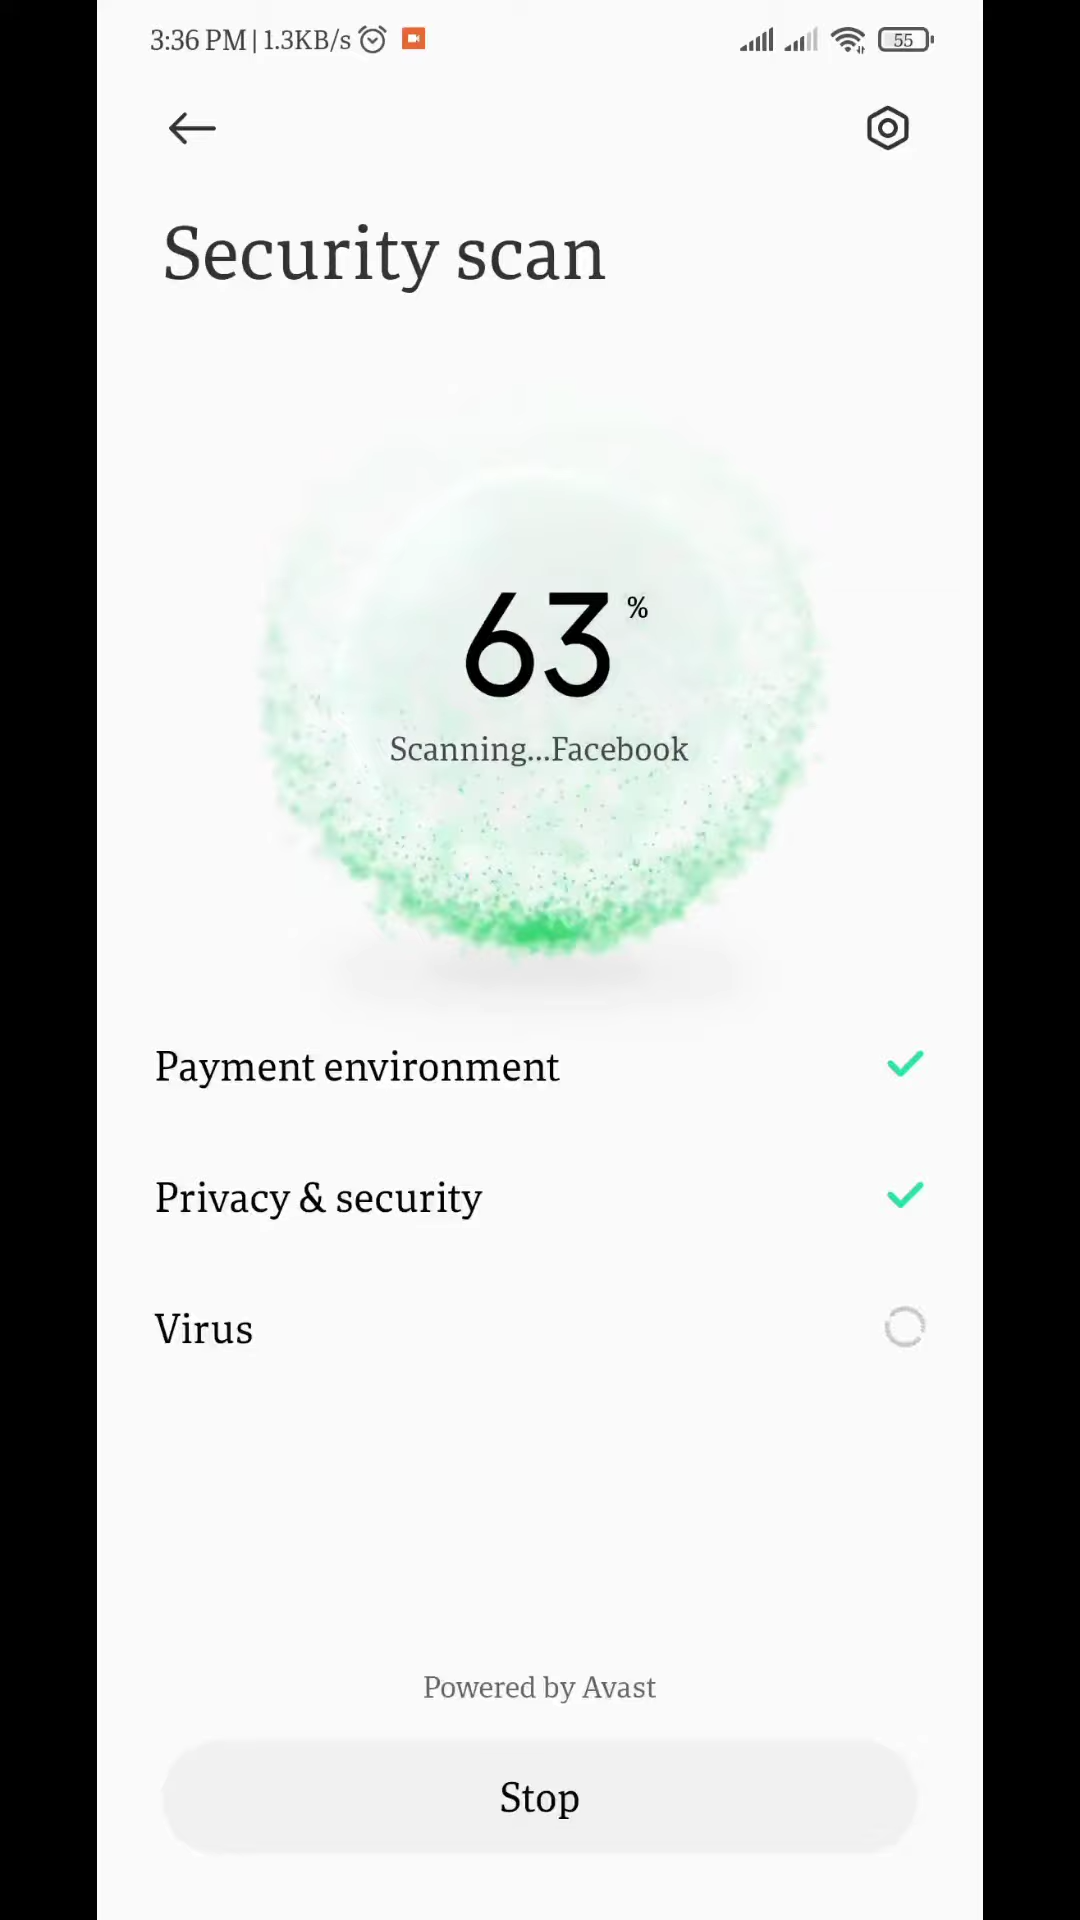 3:36 PM | 1.3KB/s
55
Security scan
63 %
Scanning...Facebook
Payment environment
Privacy & security
Virus
Powered by Avast
Stop